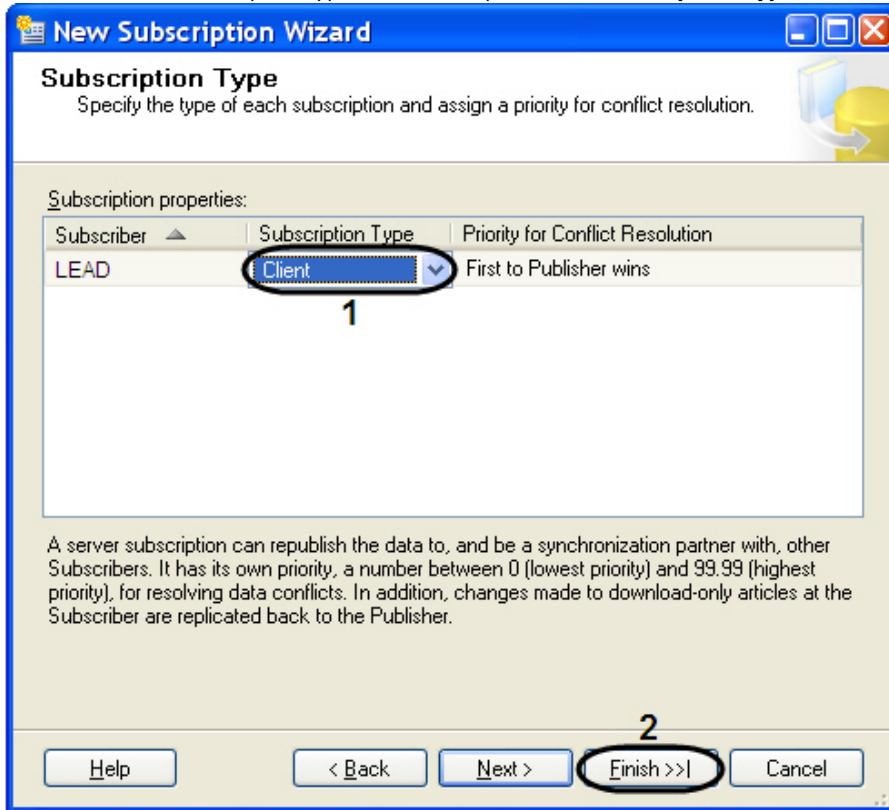 New Subscription Wizard
Subscription Type
Specify the type of each subscription and assign a priority for conflict resolution.
Subscription properties:
Subscriber Subscription Type Priority for Conflict Resolution
LEAD Client First to Publisher wins
1
A server subscription can republish the data to, and be a synchronization partner with, other
Subscribers. It has its own priority, a number between 0 (lowest priority) and 99.99 (highest
priority), for resolving data conflicts. In addition, changes made to download-only articles at the
Subscriber are replicated back to the Publisher.
2
Help < Back Next > Finish >>| Cancel